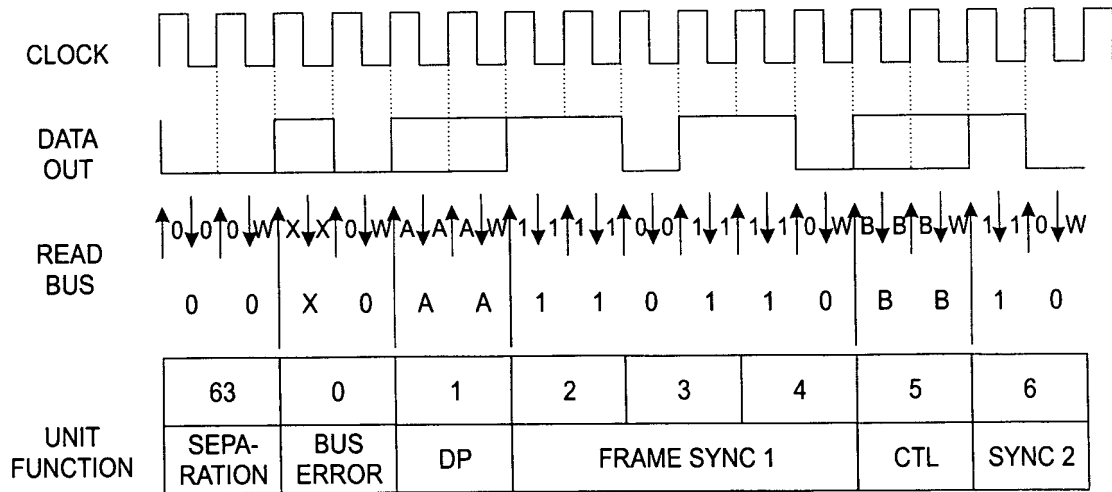 CLOCK
DATA
OUT
READ
BUS
0 0 0 W X X 0 W A A A W 1 1 1 1 0 0 1 1 1 1 0 W B B B W 1 1 0 W
0 0 X 0 A A 1 1 0 1 1 0 B B 1 0
63 0 1 2 3 4 5 6
UNIT
FUNCTION
SEPA-
RATION
BUS
ERROR
DP
FRAME SYNC 1
CTL
SYNC 2